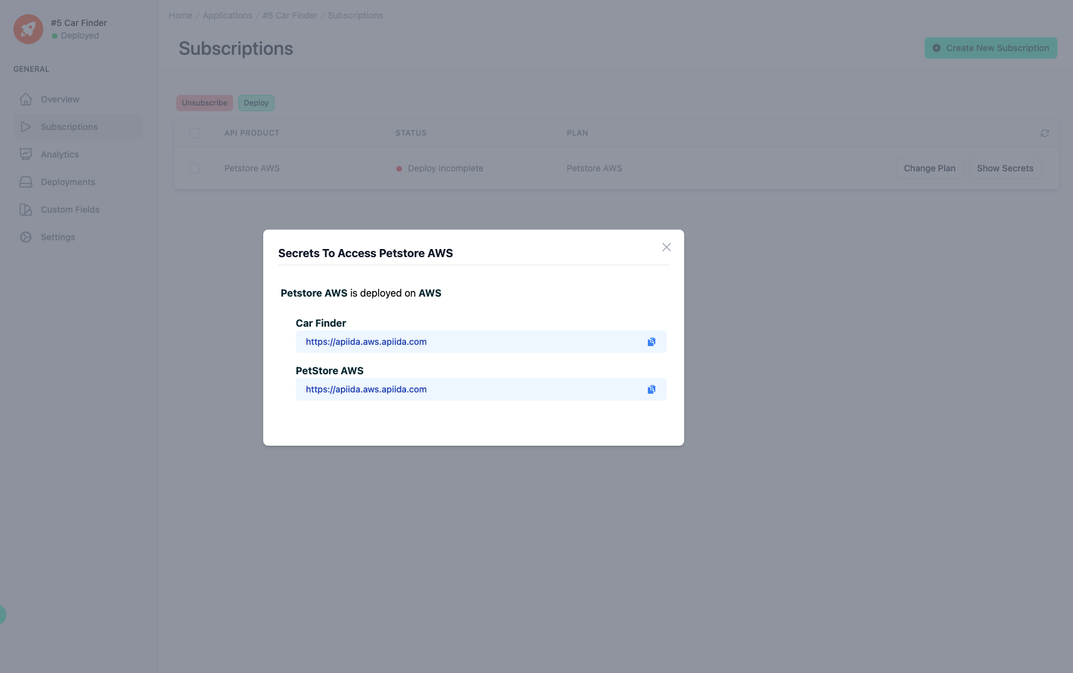 #5 Car Finder
Deployed
GENERAL
Overview
Subscriptions
Analytics
Deployments
Custom Fields
Settings
Home / Applications / #5 Car Finder / Subscriptions
Subscriptions
Create New Subscription
Unsubscribe Deploy
API PRODUCT STATUS PLAN
Petstore AWS Deploy Incomplete Petstore AWS Change Plan Show Secrets
Secrets To Access Petstore AWS
Petstore AWS is deployed on AWS
Car Finder
https://apiida.aws.apiida.com
PetStore AWS
https://apiida.aws.apiida.com